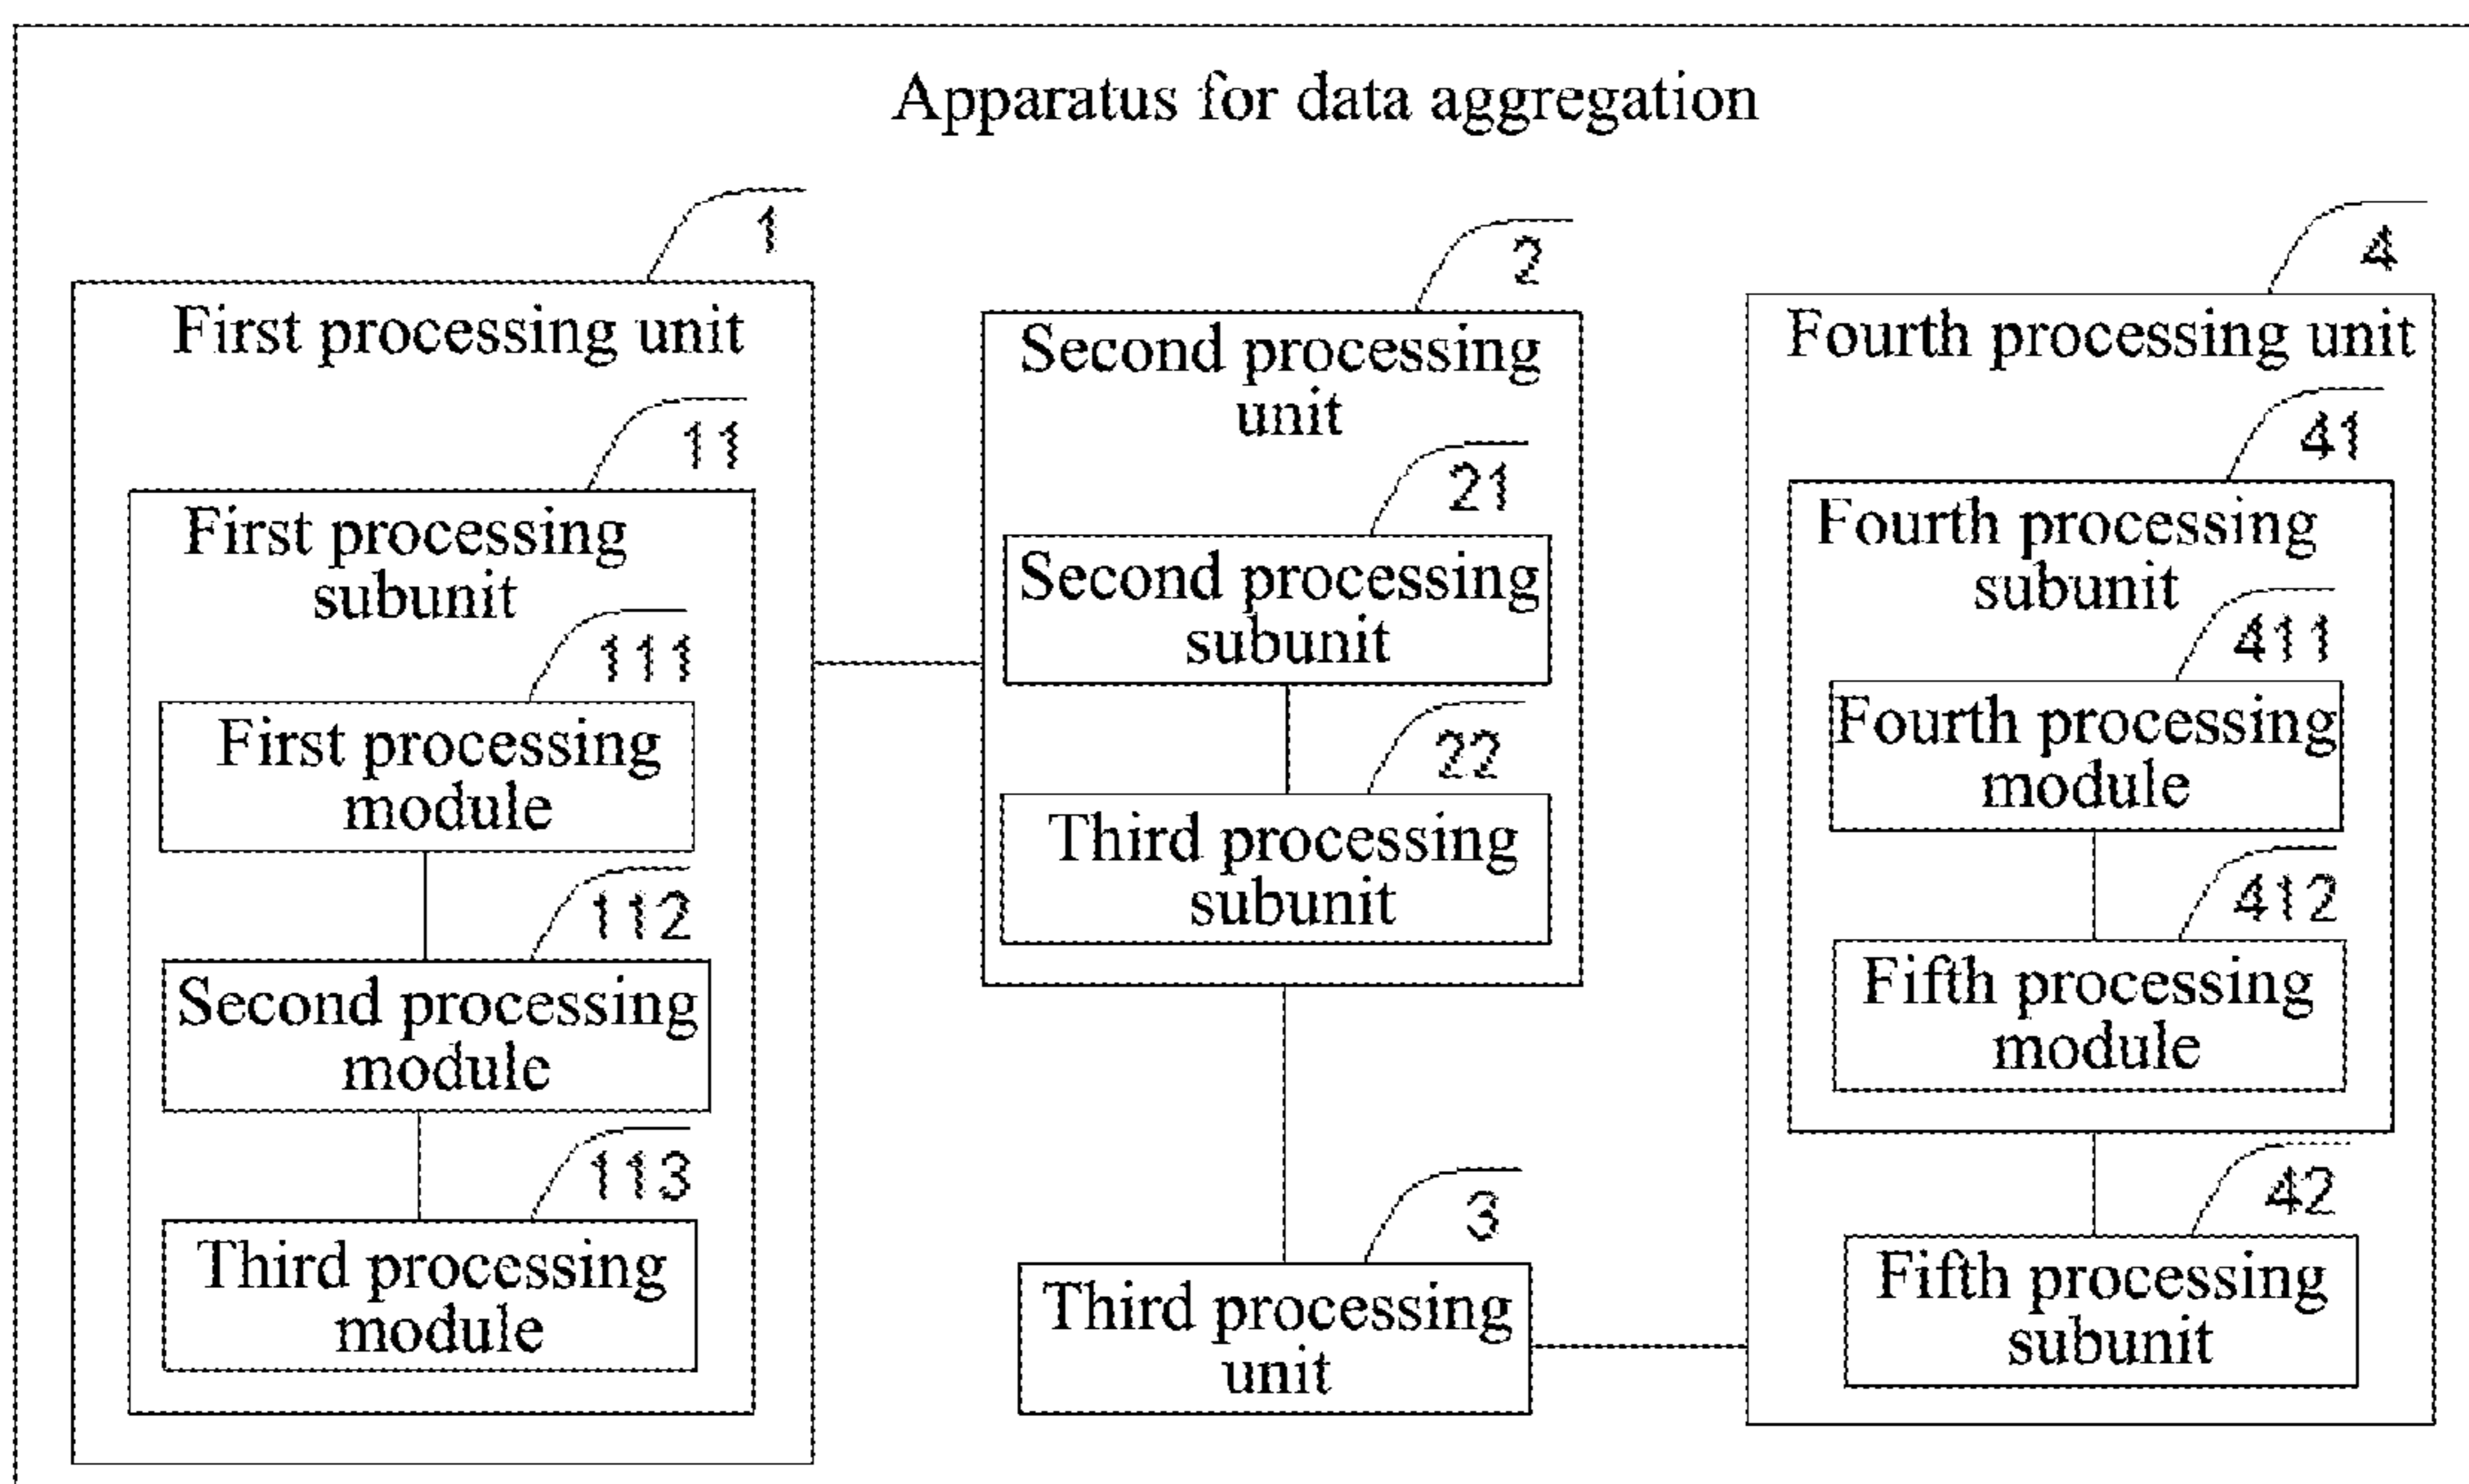 Apparatus for data aggregation
1
First processing unit
11
First processing
subunit
111
First processing
module
112
Second processing
module
113
Third processing
module
2
Second processing
unit
21
Second processing
subunit
22
Third processing
subunit
3
Third processing
unit
4
Fourth processing unit
41
Fourth processing
subunit
411
Fourth processing
module
412
Fifth processing
module
42
Fifth processing
subunit